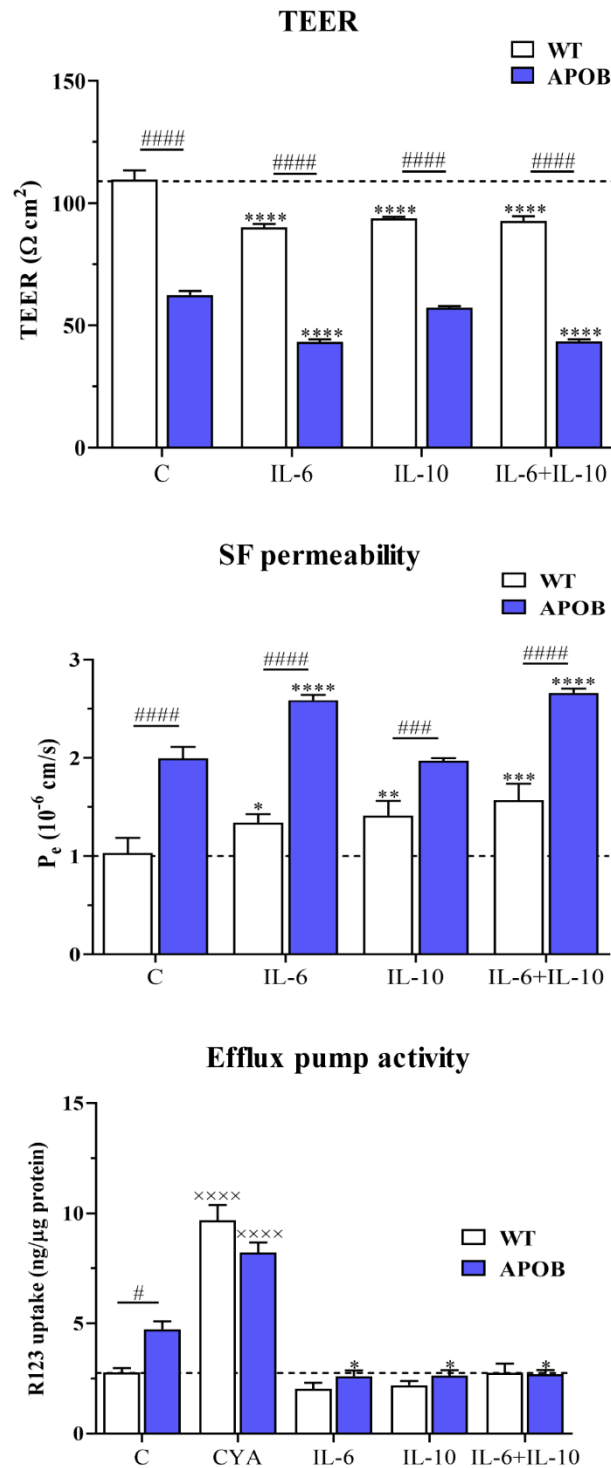 TEER
WT
APOB
TEER (Ω cm²)
150
100
50
0
####
####
####
####
****
****
****
****
****
C
IL-6
IL-10
IL-6+IL-10
SF permeability
WT
APOB
Pₑ (10⁻⁶ cm/s)
3
2
1
0
####
####
###
####
*
****
**
***
****
C
IL-6
IL-10
IL-6+IL-10
Efflux pump activity
WT
APOB
R123 uptake (ng/µg protein)
15
10
5
0
#
××××
××××
*
*
*
C
CYA
IL-6
IL-10
IL-6+IL-10